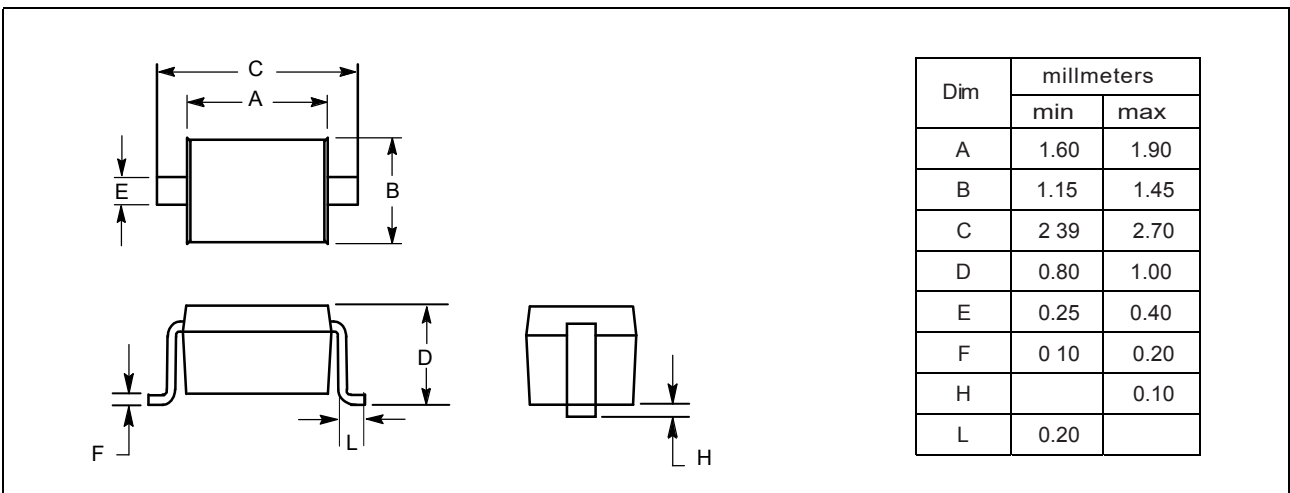 C
A
E
B
D
F
L
H
Dim millmeters
min max
A 1.60 1.90
B 1.15 1.45
C 2 39 2.70
D 0.80 1.00
E 0.25 0.40
F 0 10 0.20
H 0.10
L 0.20